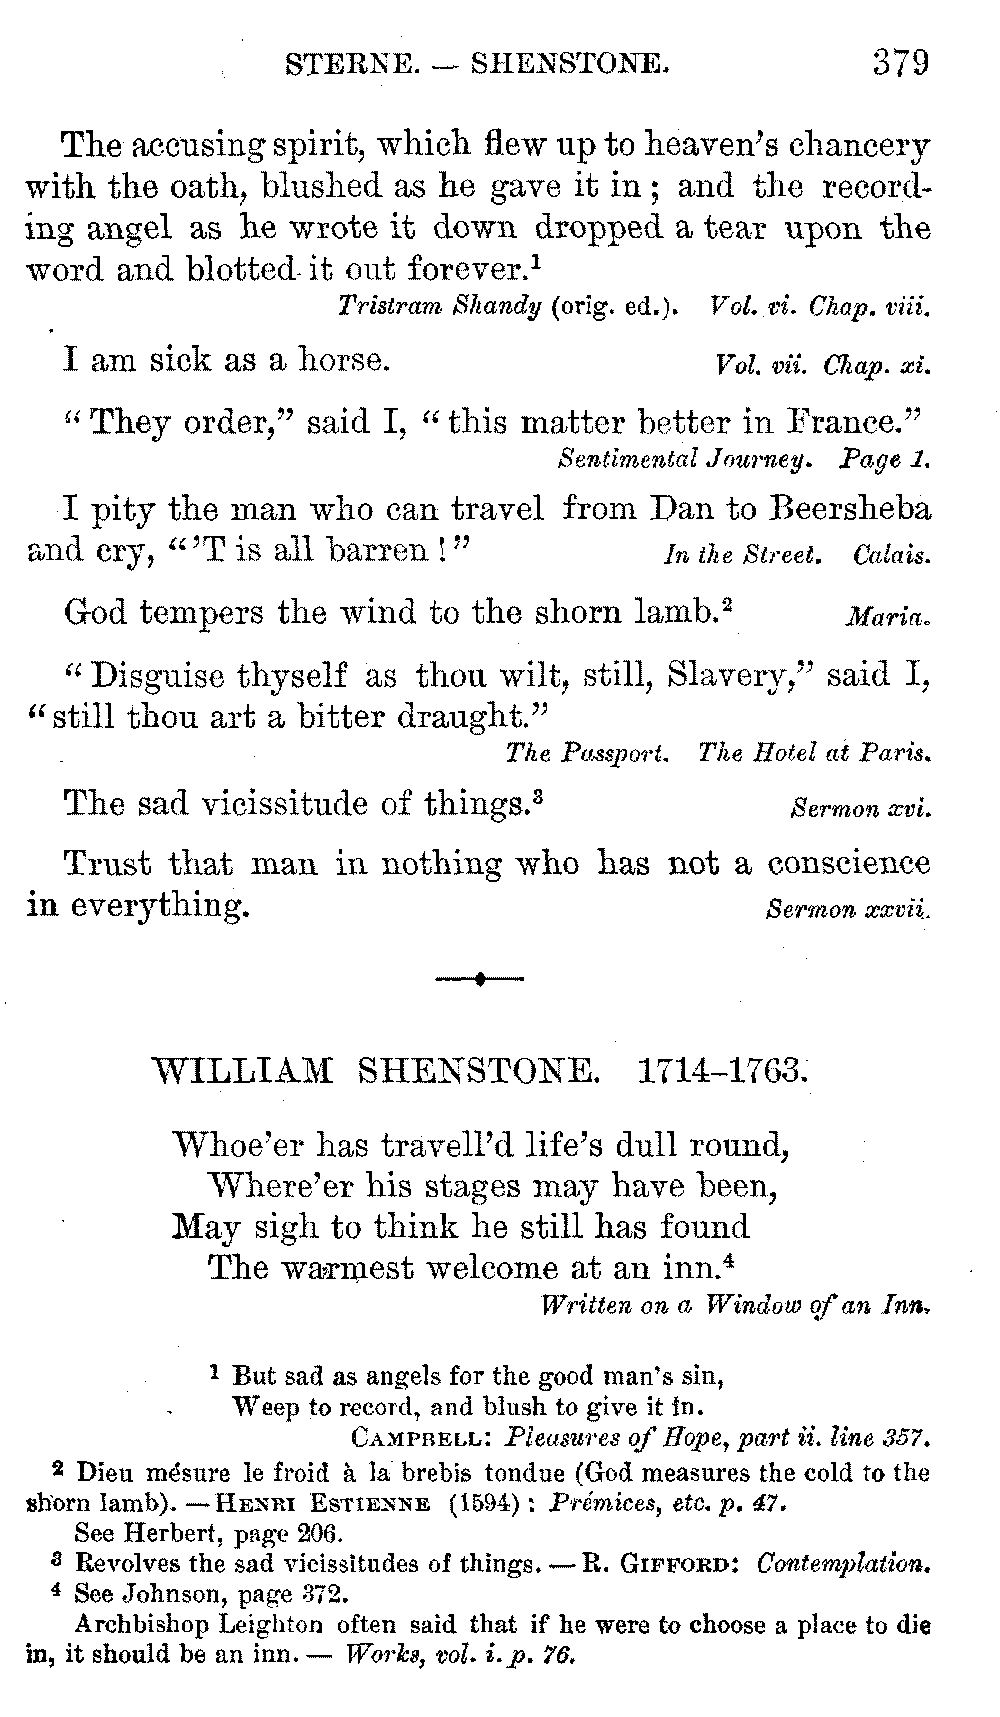 STERNE. — SHENSTONE. 379
The accusing spirit, which flew up to heaven's chancery
with the oath, blushed as he gave it in; and the record-
ing angel as he wrote it down dropped a tear upon the
word and blotted it out forever.¹
Tristram Shandy (orig. ed.). Vol. vi. Chap. viii.
I am sick as a horse. Vol. vii. Chap. xi.
"They order," said I, "this matter better in France."
Sentimental Journey. Page 1.
I pity the man who can travel from Dan to Beersheba
and cry, "'T is all barren!" In the Street. Calais.
God tempers the wind to the shorn lamb.² Maria.
"Disguise thyself as thou wilt, still, Slavery," said I,
"still thou art a bitter draught."
The Passport. The Hotel at Paris.
The sad vicissitude of things.³ Sermon xvi.
Trust that man in nothing who has not a conscience
in everything. Sermon xxvii.
WILLIAM SHENSTONE. 1714–1763.
Whoe'er has travell'd life's dull round,
Where'er his stages may have been,
May sigh to think he still has found
The warmest welcome at an inn.⁴
Written on a Window of an Inn.
¹ But sad as angels for the good man's sin,
Weep to record, and blush to give it in.
CAMPBELL: Pleasures of Hope, part ii. line 357.
² Dieu mésure le froid à la brebis tondue (God measures the cold to the
shorn lamb). — HENRI ESTIENNE (1594): Prémices, etc. p. 47.
See Herbert, page 206.
³ Revolves the sad vicissitudes of things. — R. GIFFORD: Contemplation.
⁴ See Johnson, page 372.
Archbishop Leighton often said that if he were to choose a place to die
in, it should be an inn. — Works, vol. i. p. 76.